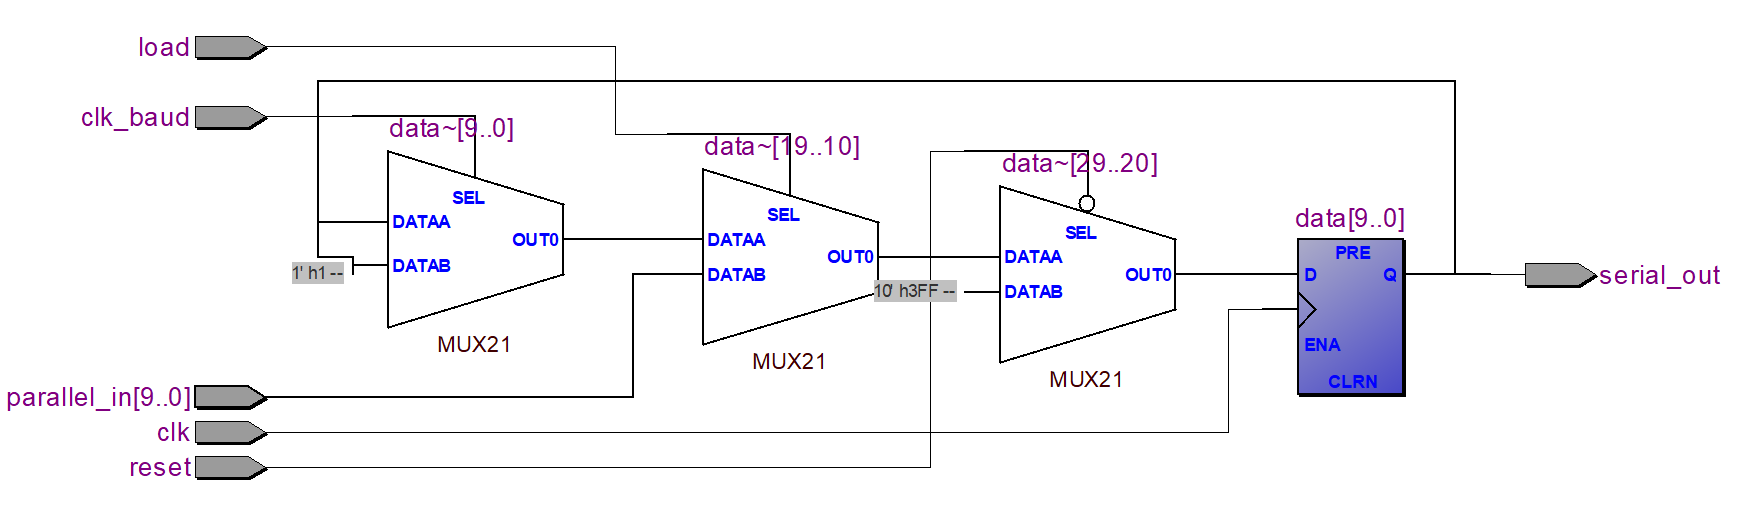 load
clk_baud
data~[9..0]
SEL
DATAA
DATAB
OUT0
1' h1 --
MUX21
data~[19..10]
SEL
DATAA
DATAB
OUT0
MUX21
data~[29..20]
SEL
DATAA
DATAB
OUT0
10' h3FF --
MUX21
data[9..0]
PRE
D
Q
ENA
CLRN
serial_out
parallel_in[9..0]
clk
reset